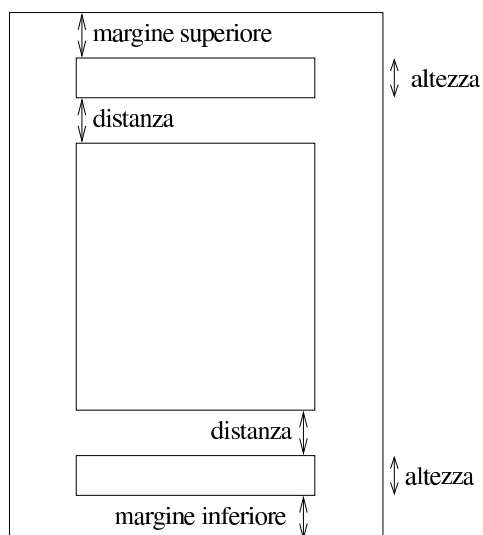 margine superiore
altezza
distanza
distanza
altezza
margine inferiore